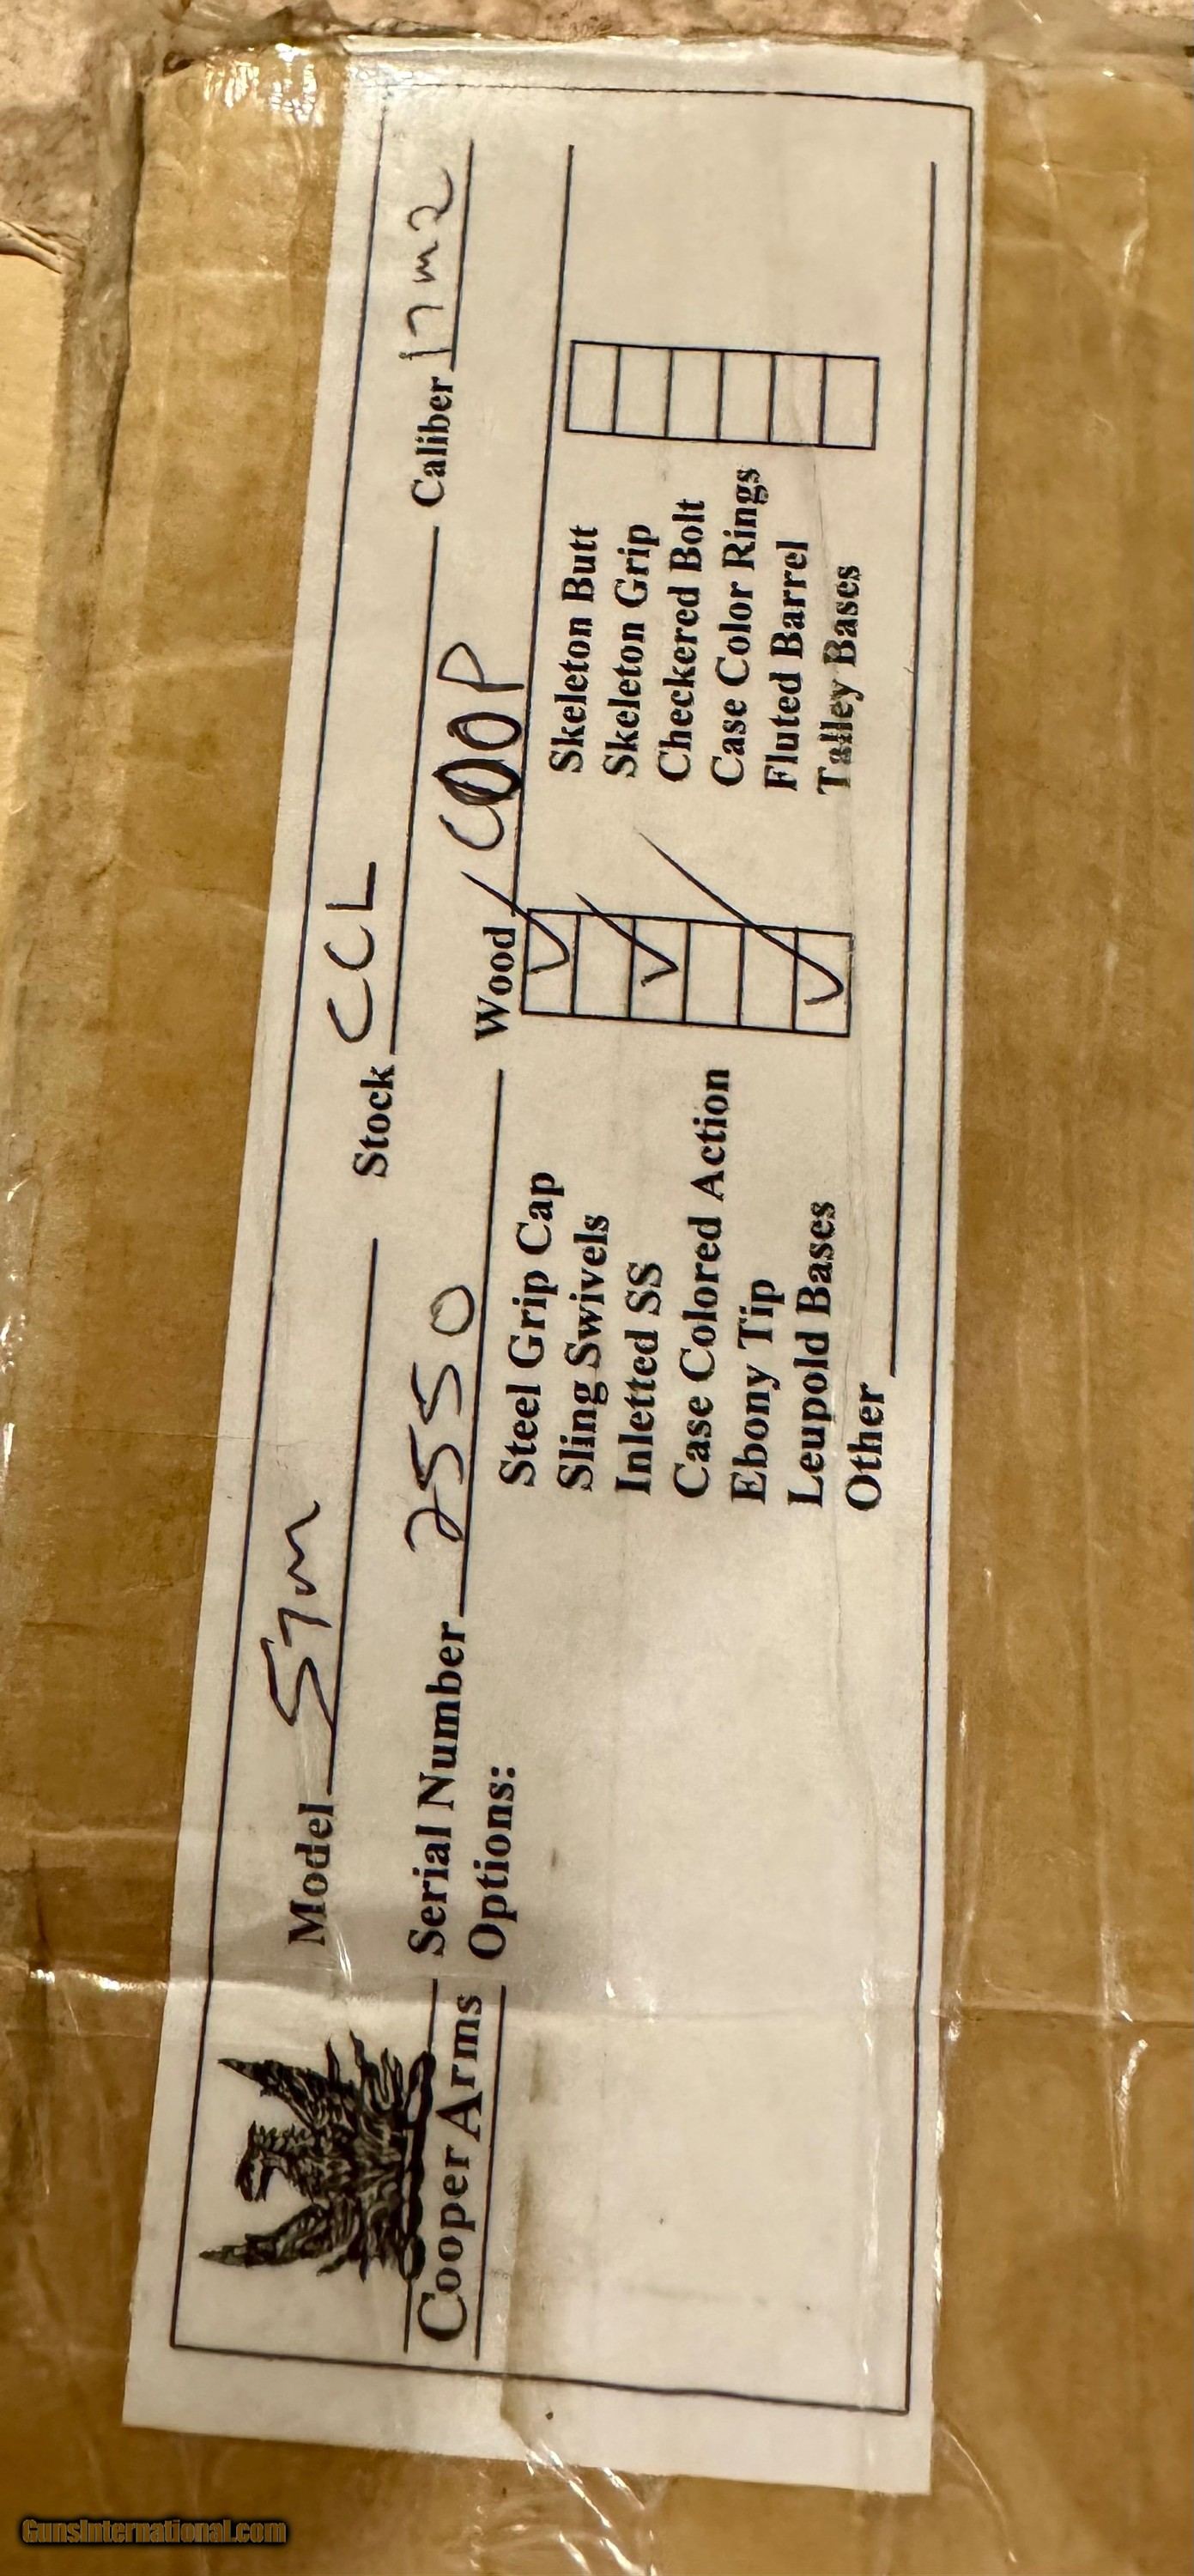 Model 57m Stock CCL Caliber 17m2
Serial Number 2550 Wood COOP
Cooper Arms Options:
Steel Grip Cap ✓ Skeleton Butt
Sling Swivels Skeleton Grip
Inletted SS ✓ Checkered Bolt
Case Colored Action Case Color Rings
Ebony Tip Fluted Barrel
Leupold Bases ✓ Talley Bases
Other
GunsInternational.com